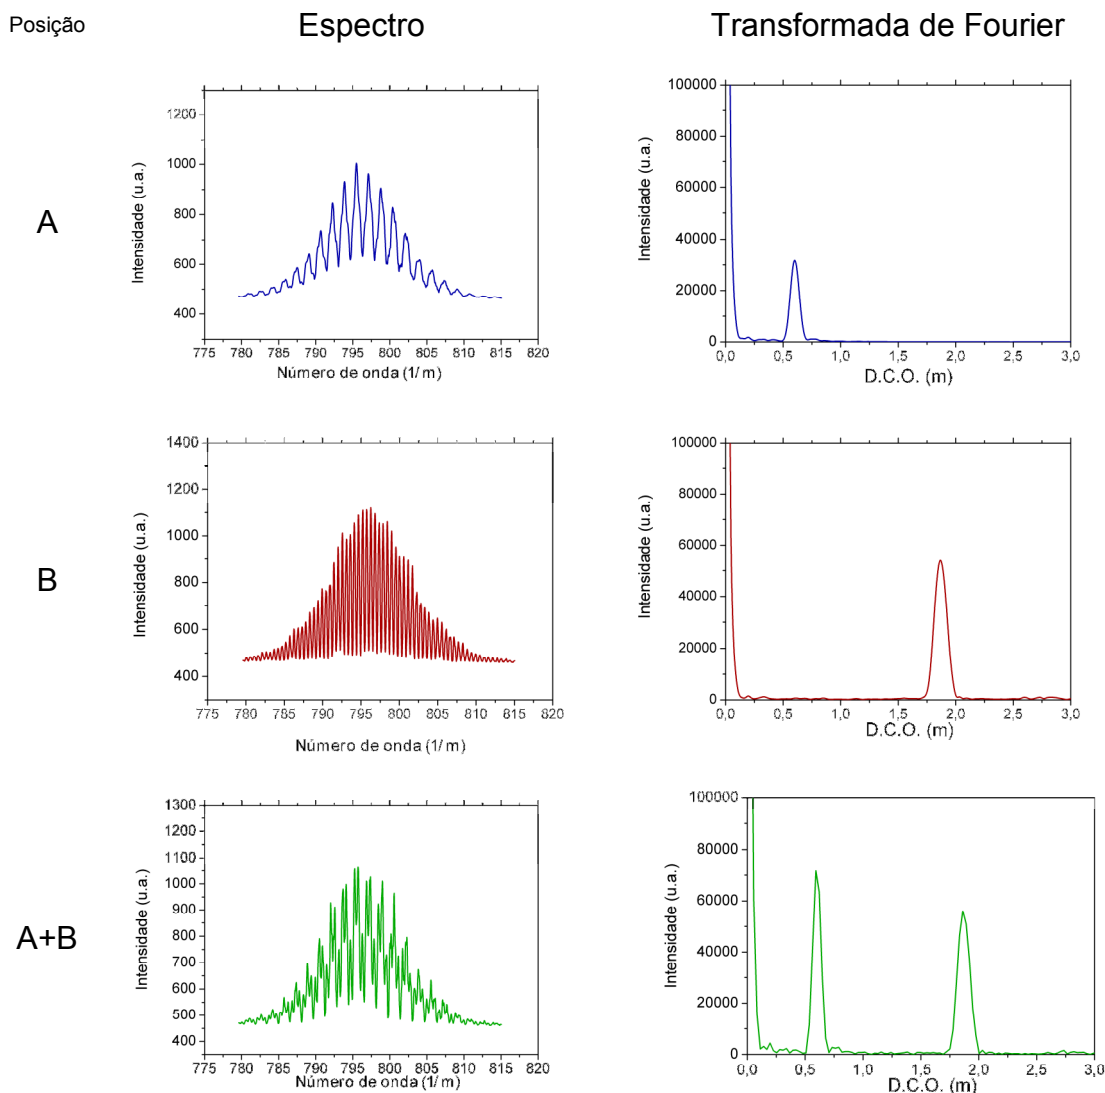 Posição Espectro Transformada de Fourier
A
Intensidade (u.a.)
1200
1000
800
600
400
775 780 785 790 795 800 805 810 815 820
Número de onda (1/m)
Intensidade (u.a.)
100000
80000
60000
40000
20000
0
0,0 0,5 1,0 1,5 2,0 2,5 3,0
D.C.O. (m)
B
Intensidade (u.a.)
1400
1200
1000
800
600
400
775 780 785 790 795 800 805 810 815 820
Número de onda (1/m)
Intensidade (u.a.)
100000
80000
60000
40000
20000
0
0,0 0,5 1,0 1,5 2,0 2,5 3,0
D.C.O. (m)
A+B
Intensidade (u.a.)
1300
1200
1100
1000
900
800
700
600
500
400
775 780 785 790 795 800 805 810 815 820
Número de onda (1/m)
Intensidade (u.a.)
100000
80000
60000
40000
20000
0
0,0 0,5 1,0 1,5 2,0 2,5 3,0
D.C.O. (m)